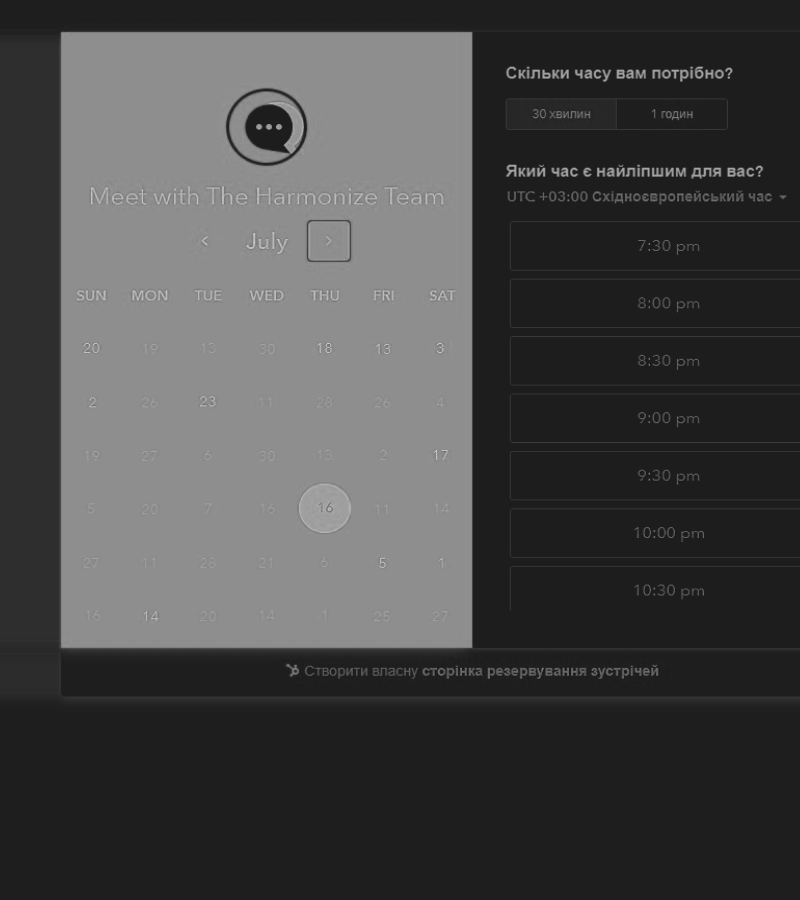 Meet with The Harmonize Team
July
SUN MON TUE WED THU FRI SAT
20 19 13 30 18 13 3
2 26 23 11 28 26 4
19 27 6 30 13 2 17
5 20 7 16 16 11 14
27 11 28 21 6 5 1
16 14 20 14 1 25 27
Скільки часу вам потрібно?
30 хвилин 1 годин
Який час є найліпшим для вас?
UTC +03:00 Східноєвропейський час
7:30 pm
8:00 pm
8:30 pm
9:00 pm
9:30 pm
10:00 pm
10:30 pm
Створити власну сторінка резервування зустрічей